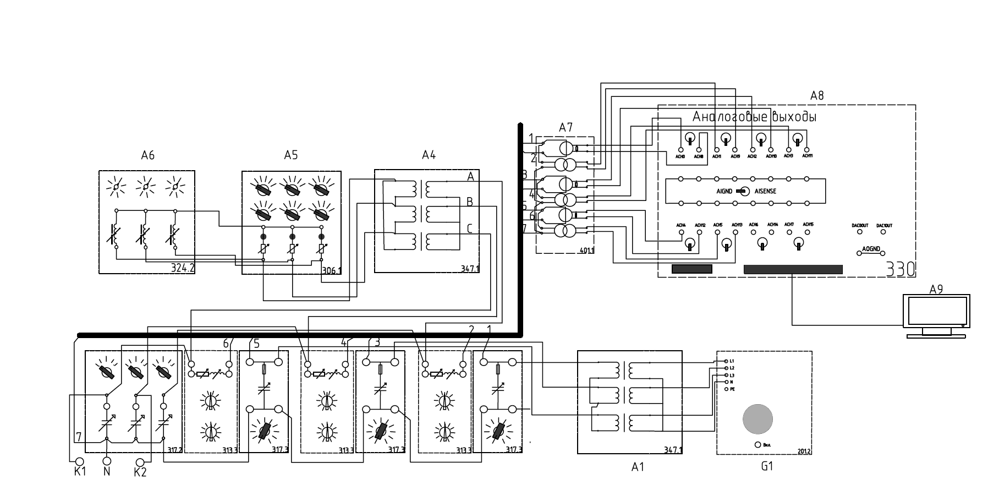 A8
A7
Аналоговые выходы
A6
A5
A4
1
2
3
4
5
6
7
A
B
C
ACH0
ACH8
ACH1
ACH9
ACH2
ACH10
ACH3
ACH11
AIGND
AISENSE
ACH4
ACH12
ACH5
ACH13
ACH6
ACH14
ACH7
ACH15
DAC0OUT
DAC1OUT
AOGND
324.2
306.1
347.1
401.1
330
A9
6
5
4
3
2
1
L1
L2
L3
N
PE
7
317.2
313.3
317.3
313.3
317.3
313.3
317.3
347.1
Вкл.
201.2
K1
N
K2
A1
G1